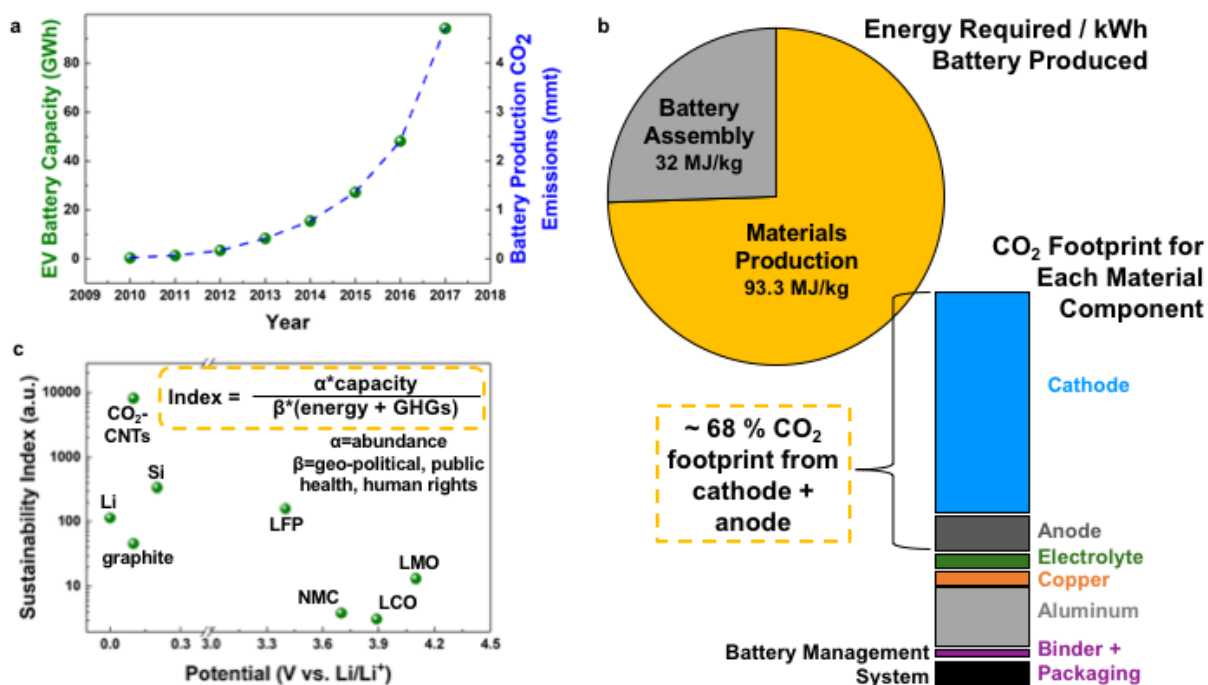 a
EV Battery Capacity (GWh)
80
60
40
20
0
2009 2010 2011 2012 2013 2014 2015 2016 2017 2018
Year
4
3
2
1
0
Battery Production CO2
Emissions (mmt)
b
Energy Required / kWh
Battery Produced
Battery
Assembly
32 MJ/kg
Materials
Production
93.3 MJ/kg
CO2 Footprint for
Each Material
Component
Cathode
~ 68 % CO2
footprint from
cathode +
anode
Anode
Electrolyte
Copper
Aluminum
Binder +
Packaging
Battery Management
System
c
Sustainability Index (a.u.)
10000
1000
100
10
Index = α*capacity
β*(energy + GHGs)
α=abundance
β=geo-political, public
health, human rights
CO2-
CNTs
Si
Li
graphite
LFP
LMO
NMC
LCO
0.0 0.3 3.0 3.3 3.6 3.9 4.2 4.5
Potential (V vs. Li/Li+)